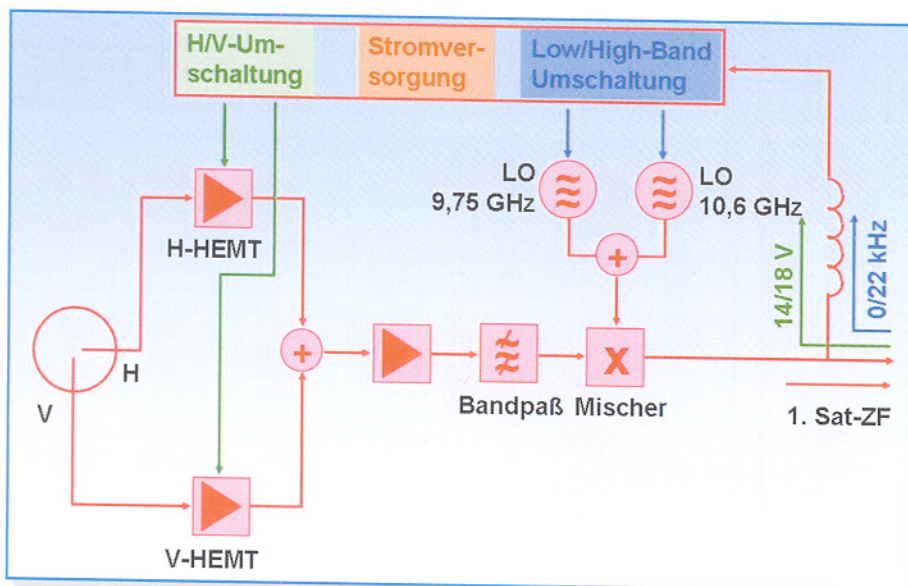 H/V-Um-
schaltung
Stromver-
sorgung
Low/High-Band
Umschaltung
LO
9,75 GHz
LO
10,6 GHz
H-HEMT
14/18 V
0/22 kHz
+
+
H
V
X
Bandpaß
Mischer
1. Sat-ZF
V-HEMT